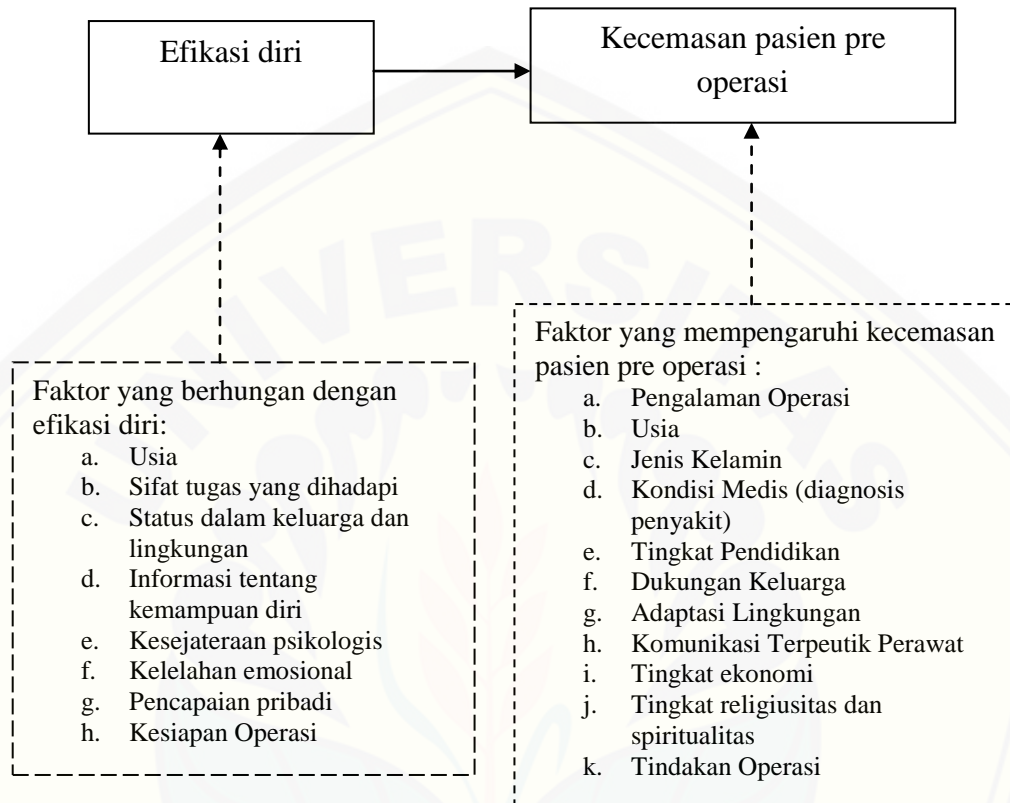 Efikasi diri
Kecemasan pasien pre
operasi
Faktor yang berhungan dengan
efikasi diri:
a. Usia
b. Sifat tugas yang dihadapi
c. Status dalam keluarga dan
lingkungan
d. Informasi tentang
kemampuan diri
e. Kesejateraan psikologis
f. Kelelahan emosional
g. Pencapaian pribadi
h. Kesiapan Operasi
Faktor yang mempengaruhi kecemasan
pasien pre operasi :
a. Pengalaman Operasi
b. Usia
c. Jenis Kelamin
d. Kondisi Medis (diagnosis
penyakit)
e. Tingkat Pendidikan
f. Dukungan Keluarga
g. Adaptasi Lingkungan
h. Komunikasi Terpeutik Perawat
i. Tingkat ekonomi
j. Tingkat religiusitas dan
spiritualitas
k. Tindakan Operasi
UNIVERSITAS